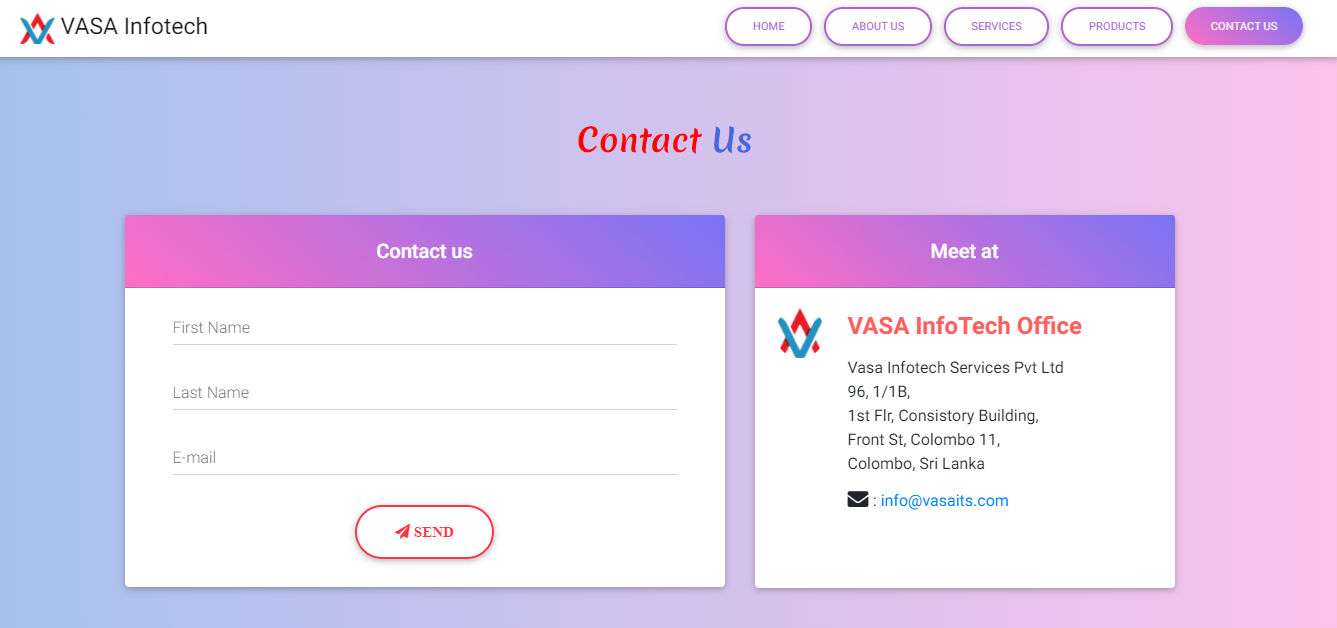 VASA Infotech
HOME
ABOUT US
SERVICES
PRODUCTS
CONTACT US
Contact Us
Contact us
First Name
Last Name
E-mail
SEND
Meet at
VASA InfoTech Office
Vasa Infotech Services Pvt Ltd
96, 1/1B,
1st Flr, Consistory Building,
Front St, Colombo 11,
Colombo, Sri Lanka
: info@vasaits.com